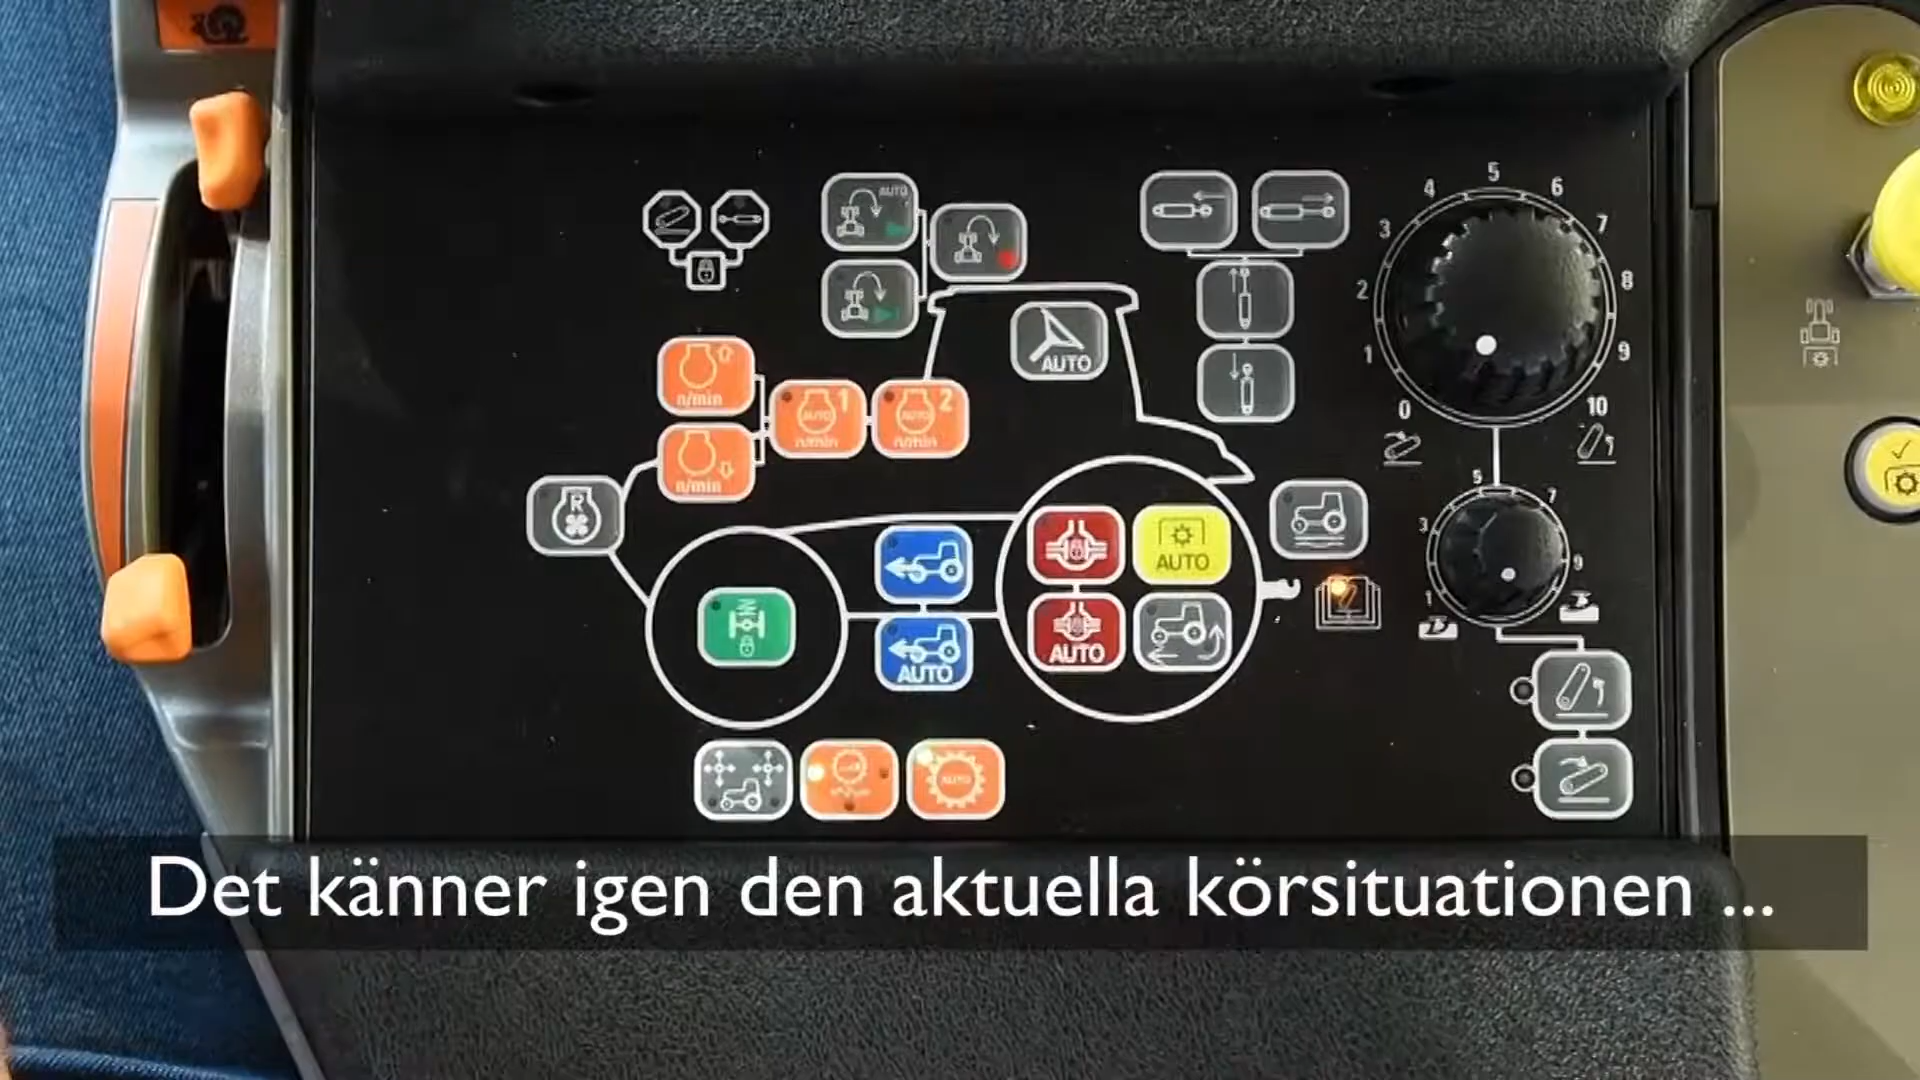 AUTO
5
4
6
3
7
2
8
1
9
0
10
AUTO
n/min
AUTO 1
n/min
AUTO 2
n/min
n/min
R
5
7
3
9
1
AUTO
AUTO
AUTO
AUTO
Det känner igen den aktuella körsituationen ...